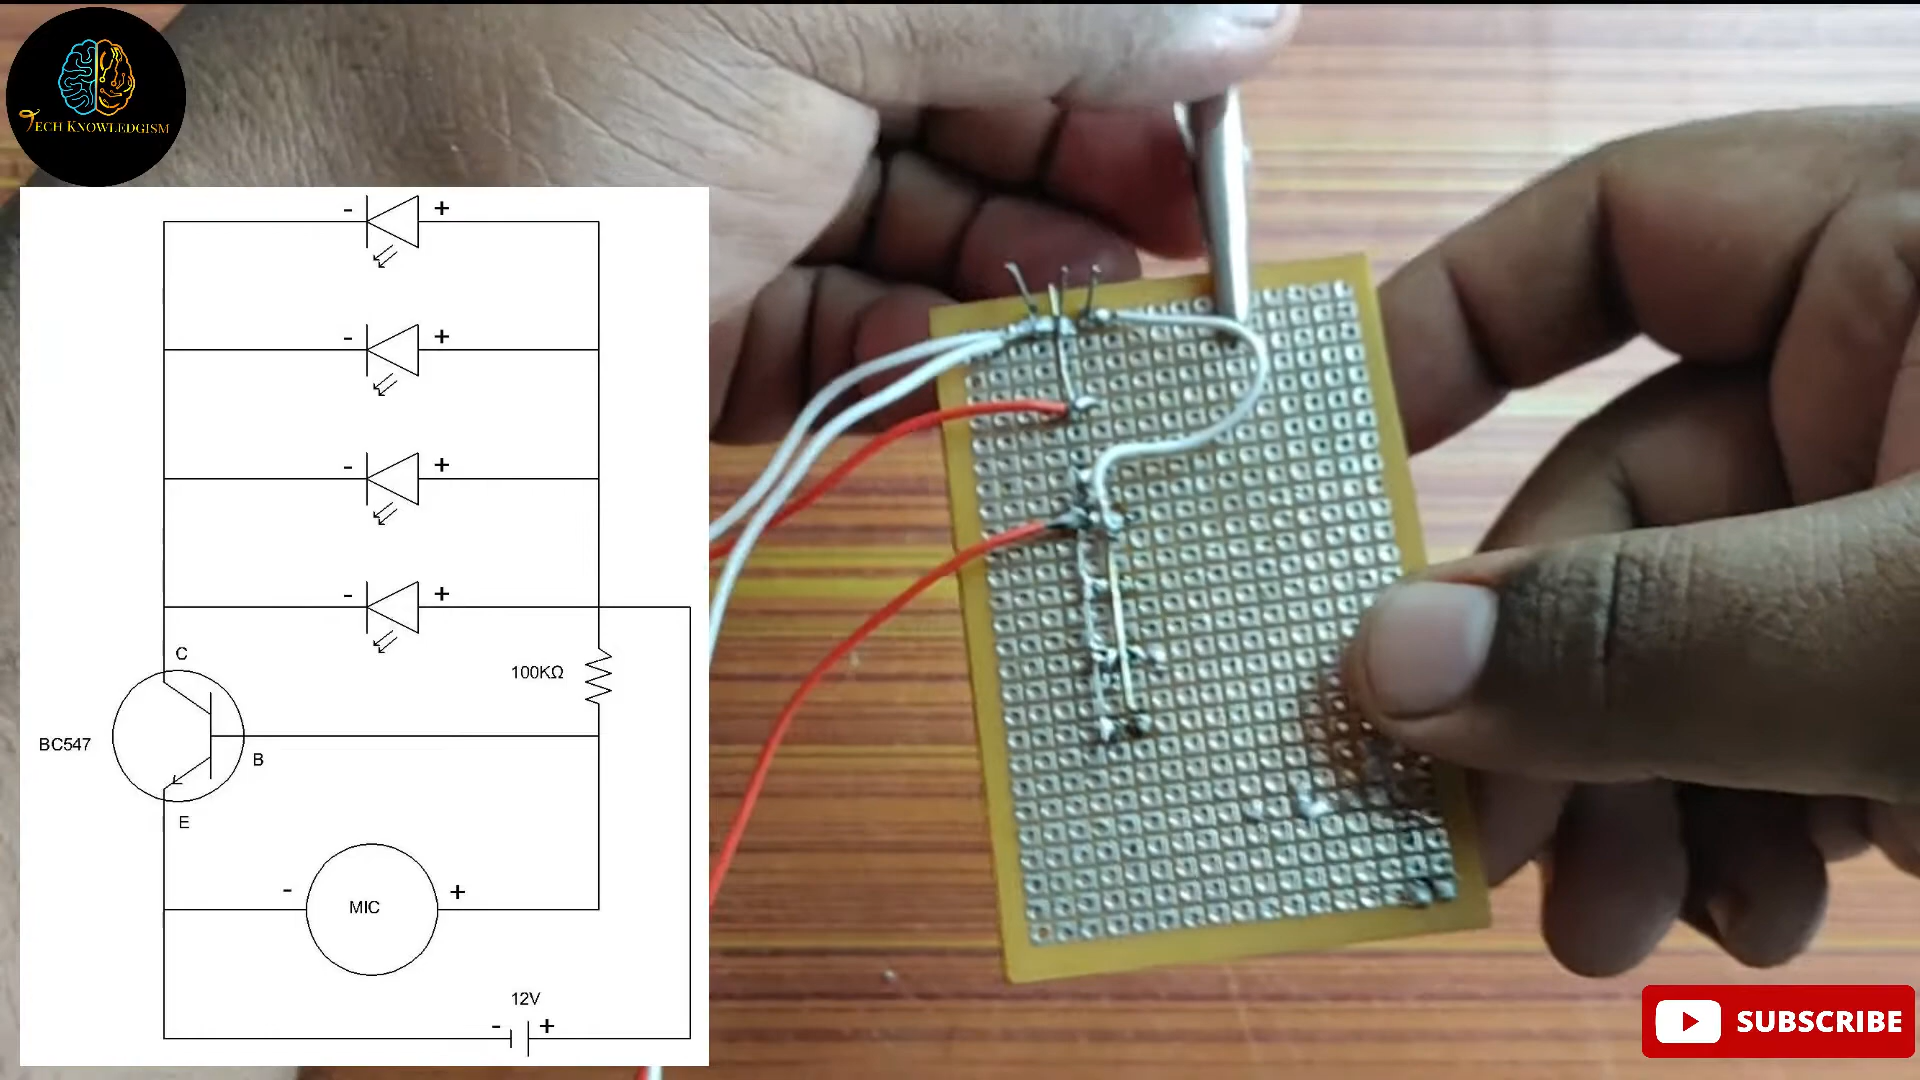 TECH KNOWLEDGISM
- +
- +
- +
- +
C
100KΩ
BC547
B
E
- MIC +
12V
- +
SUBSCRIBE